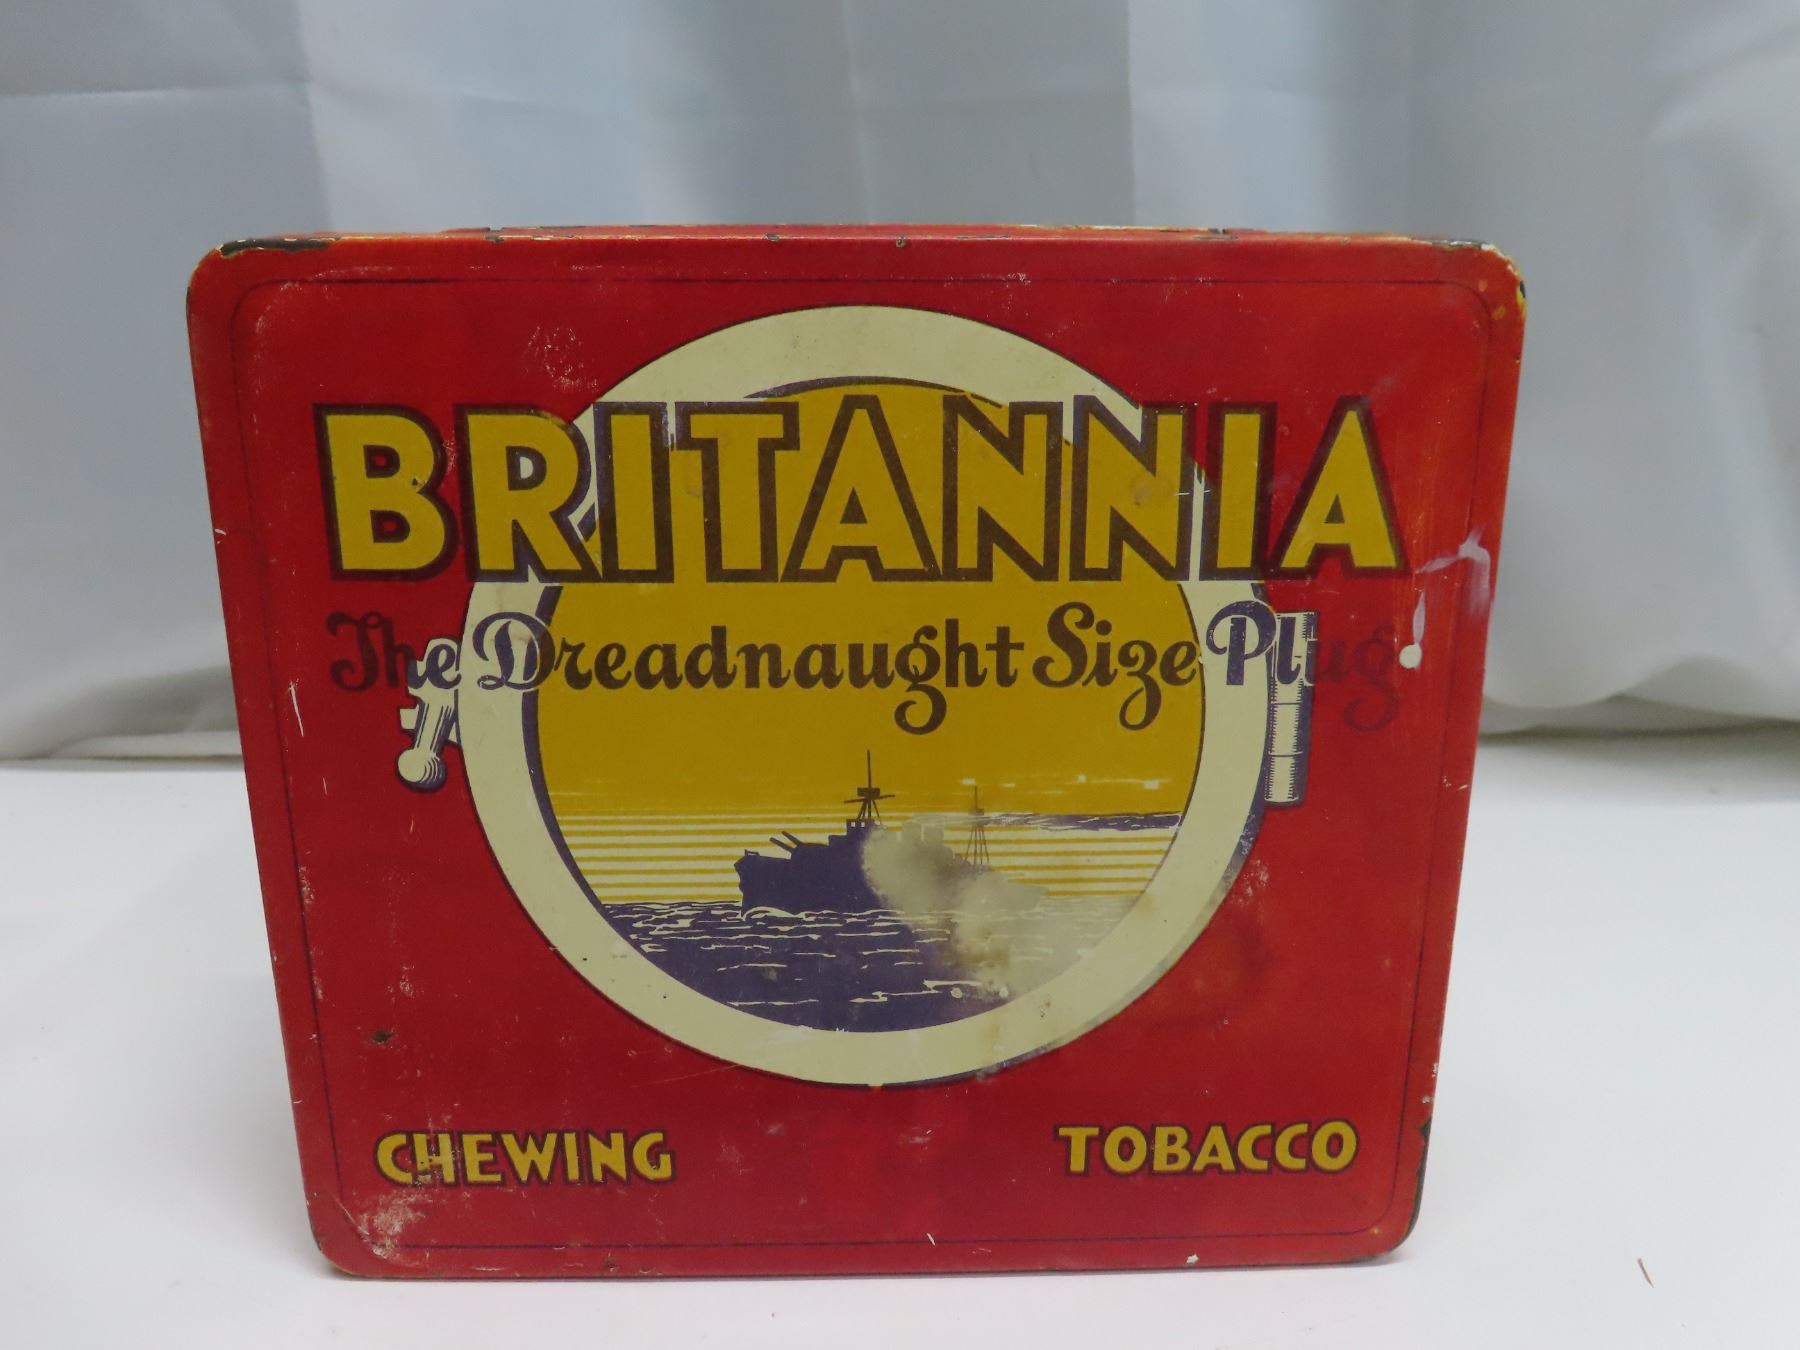 BRITANNIA
The Dreadnaught Size Plug
CHEWING TOBACCO